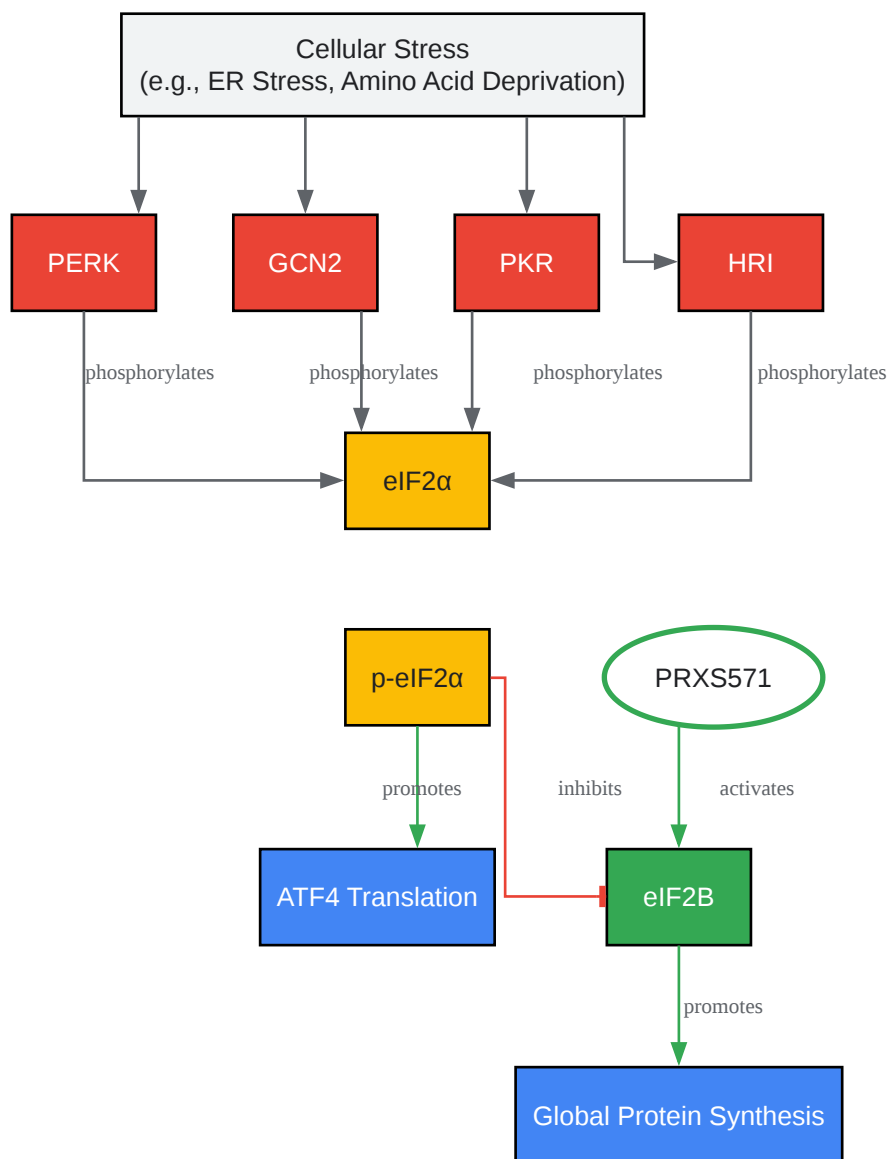 Cellular Stress
(e.g., ER Stress, Amino Acid Deprivation)
PERK
GCN2
PKR
HRI
phosphorylates
phosphorylates
phosphorylates
phosphorylates
eIF2α
p-eIF2α
PRXS571
promotes
inhibits
activates
ATF4 Translation
eIF2B
promotes
Global Protein Synthesis